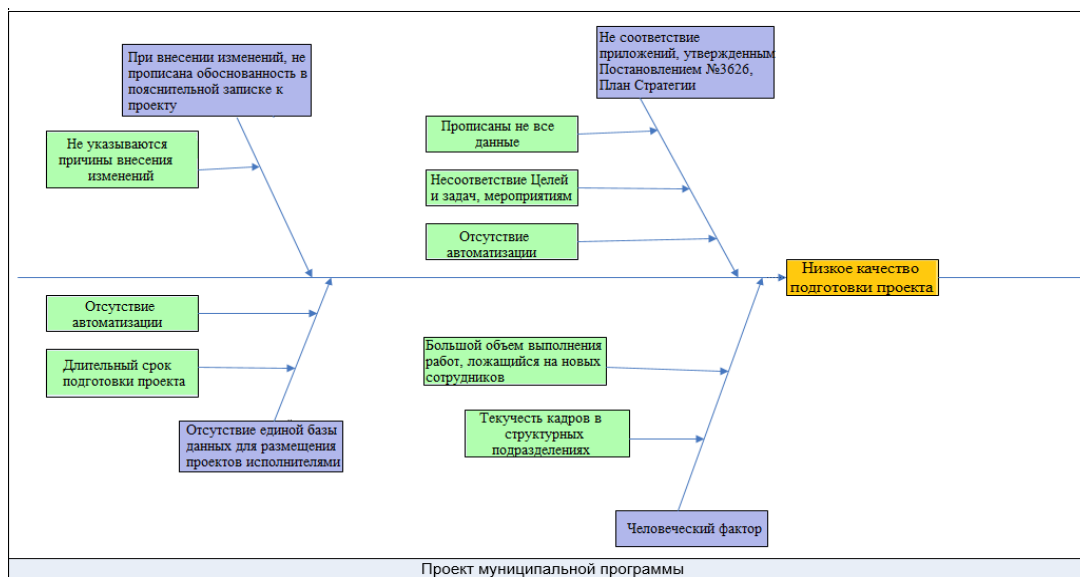 При внесении изменений, не
прописана обоснованность в
пояснительной записке к
проекту
Не указываются
причины внесения
изменений
Не соответствие
приложений, утвержденным
Постановлением №3626,
План Стратегии
Прописаны не все
данные
Несоответствие Целей
и задач, мероприятиям
Отсутствие
автоматизации
Низкое качество
подготовки проекта
Отсутствие
автоматизации
Длительный срок
подготовки проекта
Отсутствие единой базы
данных для размещения
проектов исполнителями
Большой объем выполнения
работ, ложащийся на новых
сотрудников
Текучесть кадров в
структурных
подразделениях
Человеческий фактор
Проект муниципальной программы